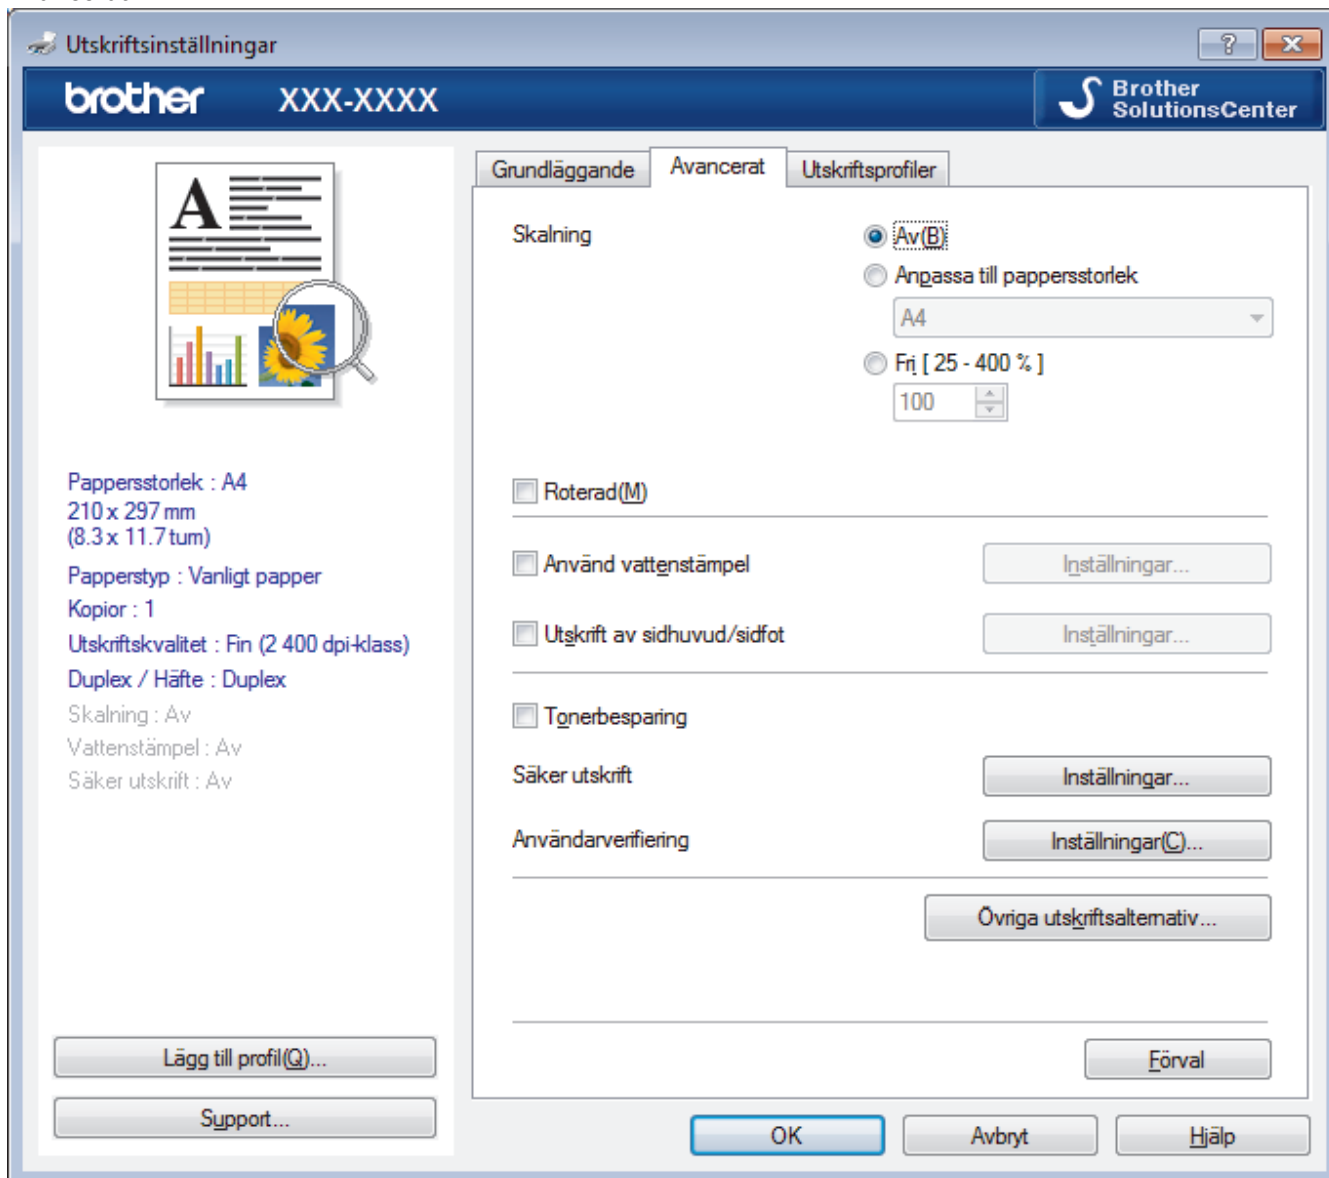 Utskriftsinställningar
?
brother XXX-XXXX
Brother
SolutionsCenter
A
Pappersstorlek : A4
210 x 297 mm
(8.3 x 11.7 tum)
Papperstyp : Vanligt papper
Kopior : 1
Utskriftskvalitet : Fin (2 400 dpi-klass)
Duplex / Häfte : Duplex
Skalning : Av
Vattenstämpel : Av
Säker utskrift : Av
Lägg till profil(Q)...
Support...
Grundläggande Avancerat Utskriftsprofiler
Skalning
Av(B)
Anpassa till pappersstorlek
A4
Fri [ 25 - 400 % ]
100
Roterad(M)
Använd vattenstämpel Inställningar...
Utskrift av sidhuvud/sidfot Inställningar...
Tonerbesparing
Säker utskrift Inställningar...
Användarverifiering Inställningar(C)...
Övriga utskriftsalternativ...
Förval
OK Avbryt Hjälp